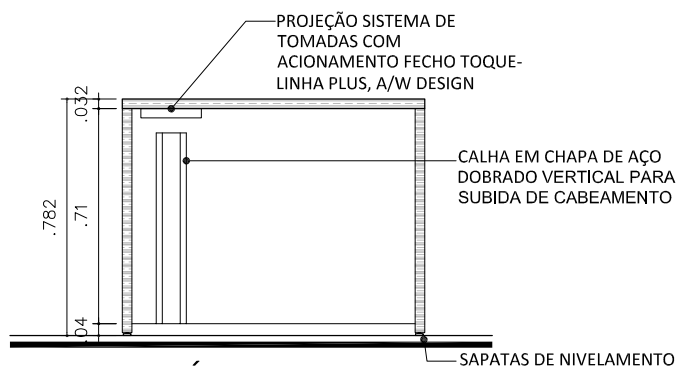 PROJEÇÃO SISTEMA DE
TOMADAS COM
ACIONAMENTO FECHO TOQUE-
LINHA PLUS, A/W DESIGN
.032
CALHA EM CHAPA DE AÇO
DOBRADO VERTICAL PARA
SUBIDA DE CABEAMENTO
.782
.71
.04
SAPATAS DE NIVELAMENTO